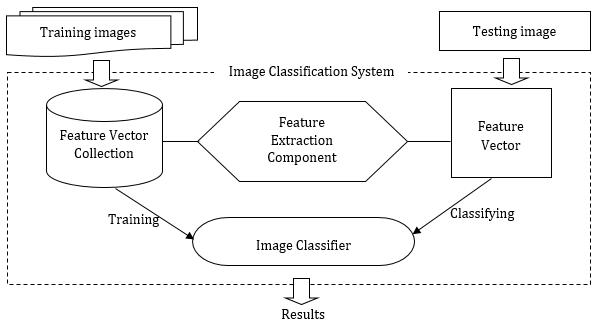 Training images
Testing image
Image Classification System
Feature Vector
Collection
Feature
Extraction
Component
Feature
Vector
Training
Classifying
Image Classifier
Results